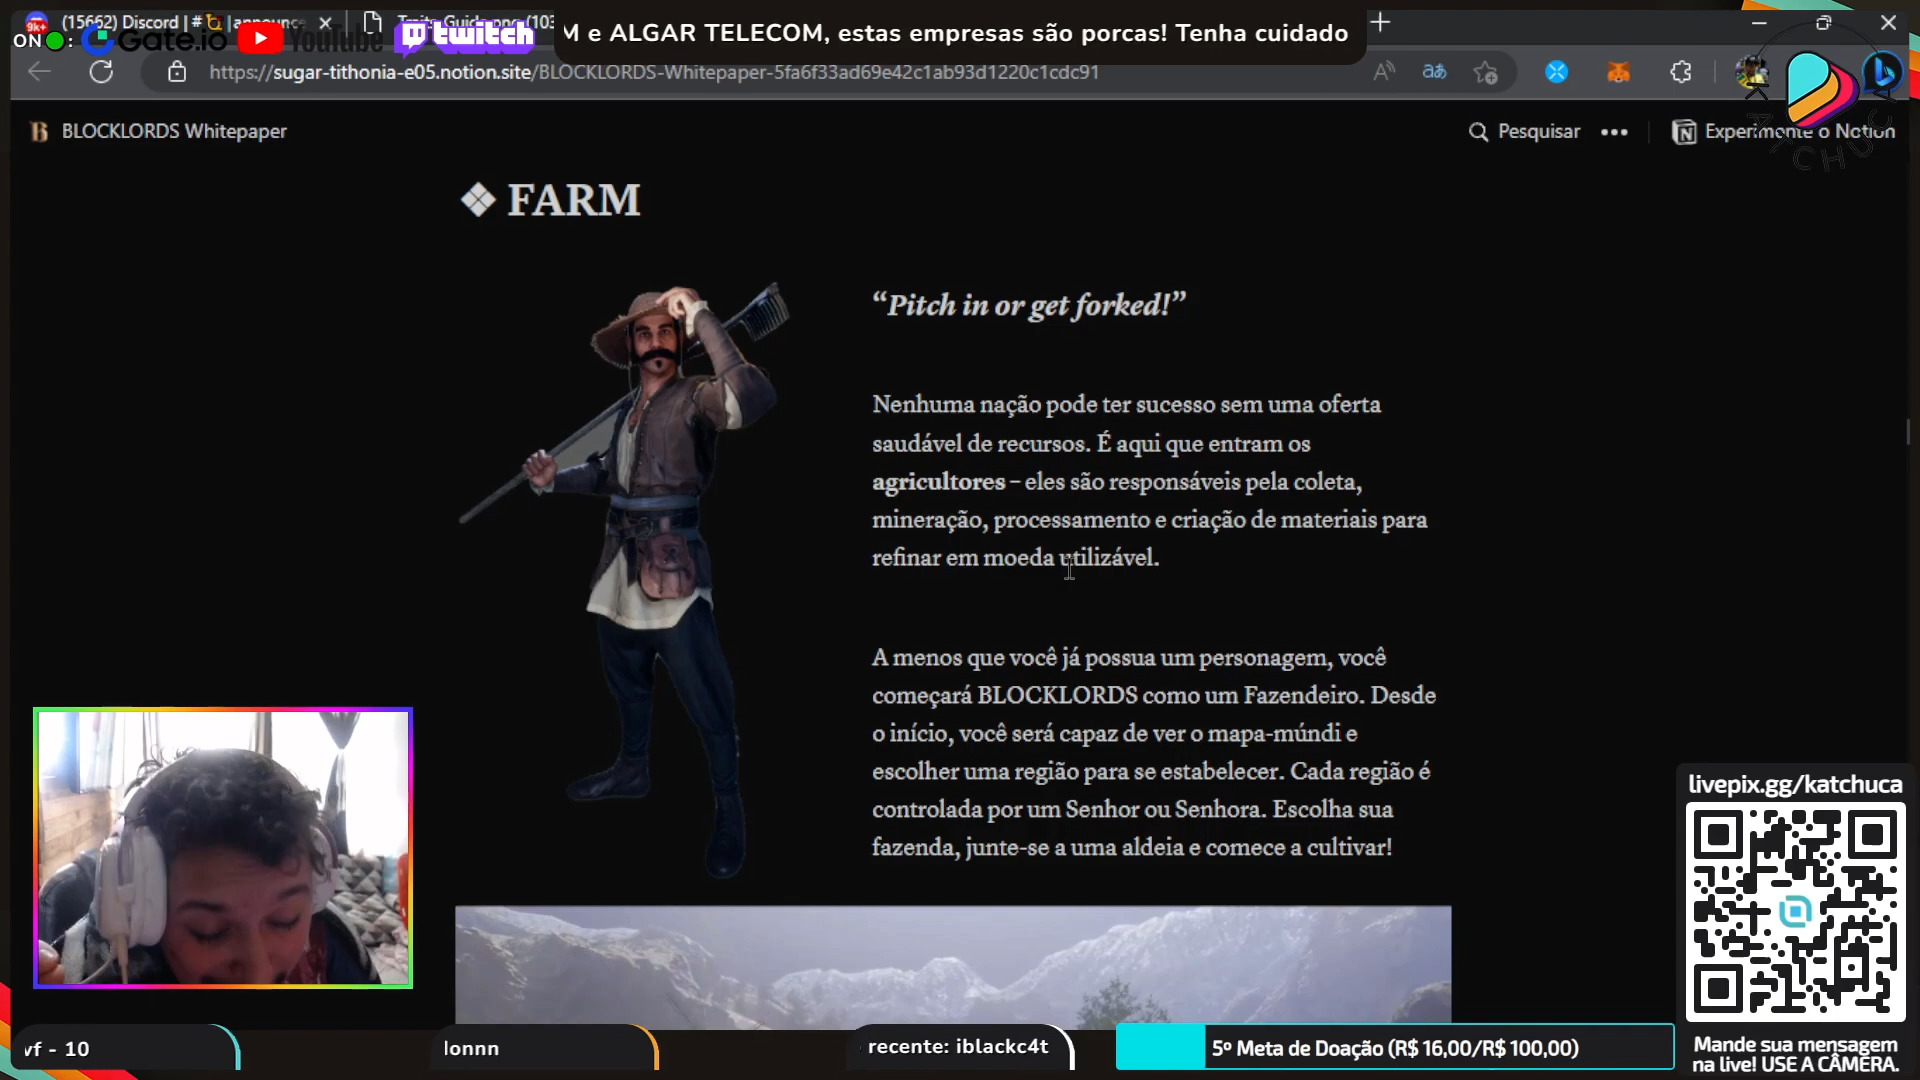 (15662) Discord | # | announce
Traits Guide.png (103
ON :
Gate.io
YouTube
twitch
M e ALGAR TELECOM, estas empresas são porcas! Tenha cuidado
https://sugar-tithonia-e05.notion.site/BLOCKLORDS-Whitepaper-5fa6f33ad69e42c1ab93d1220c1cdc91
BLOCKLORDS Whitepaper
Pesquisar
Experimente o Notion
FARM
“Pitch in or get forked!”
Nenhuma nação pode ter sucesso sem uma oferta
saudável de recursos. É aqui que entram os
agricultores – eles são responsáveis pela coleta,
mineração, processamento e criação de materiais para
refinar em moeda utilizável.
A menos que você já possua um personagem, você
começará BLOCKLORDS como um Fazendeiro. Desde
o início, você será capaz de ver o mapa-múndi e
escolher uma região para se estabelecer. Cada região é
controlada por um Senhor ou Senhora. Escolha sua
fazenda, junte-se a uma aldeia e comece a cultivar!
livepix.gg/katchuca
Mande sua mensagem
na live! USE A CÂMERA.
vf - 10
lonnn
recente: iblackc4t
5º Meta de Doação (R$ 16,00/R$ 100,00)